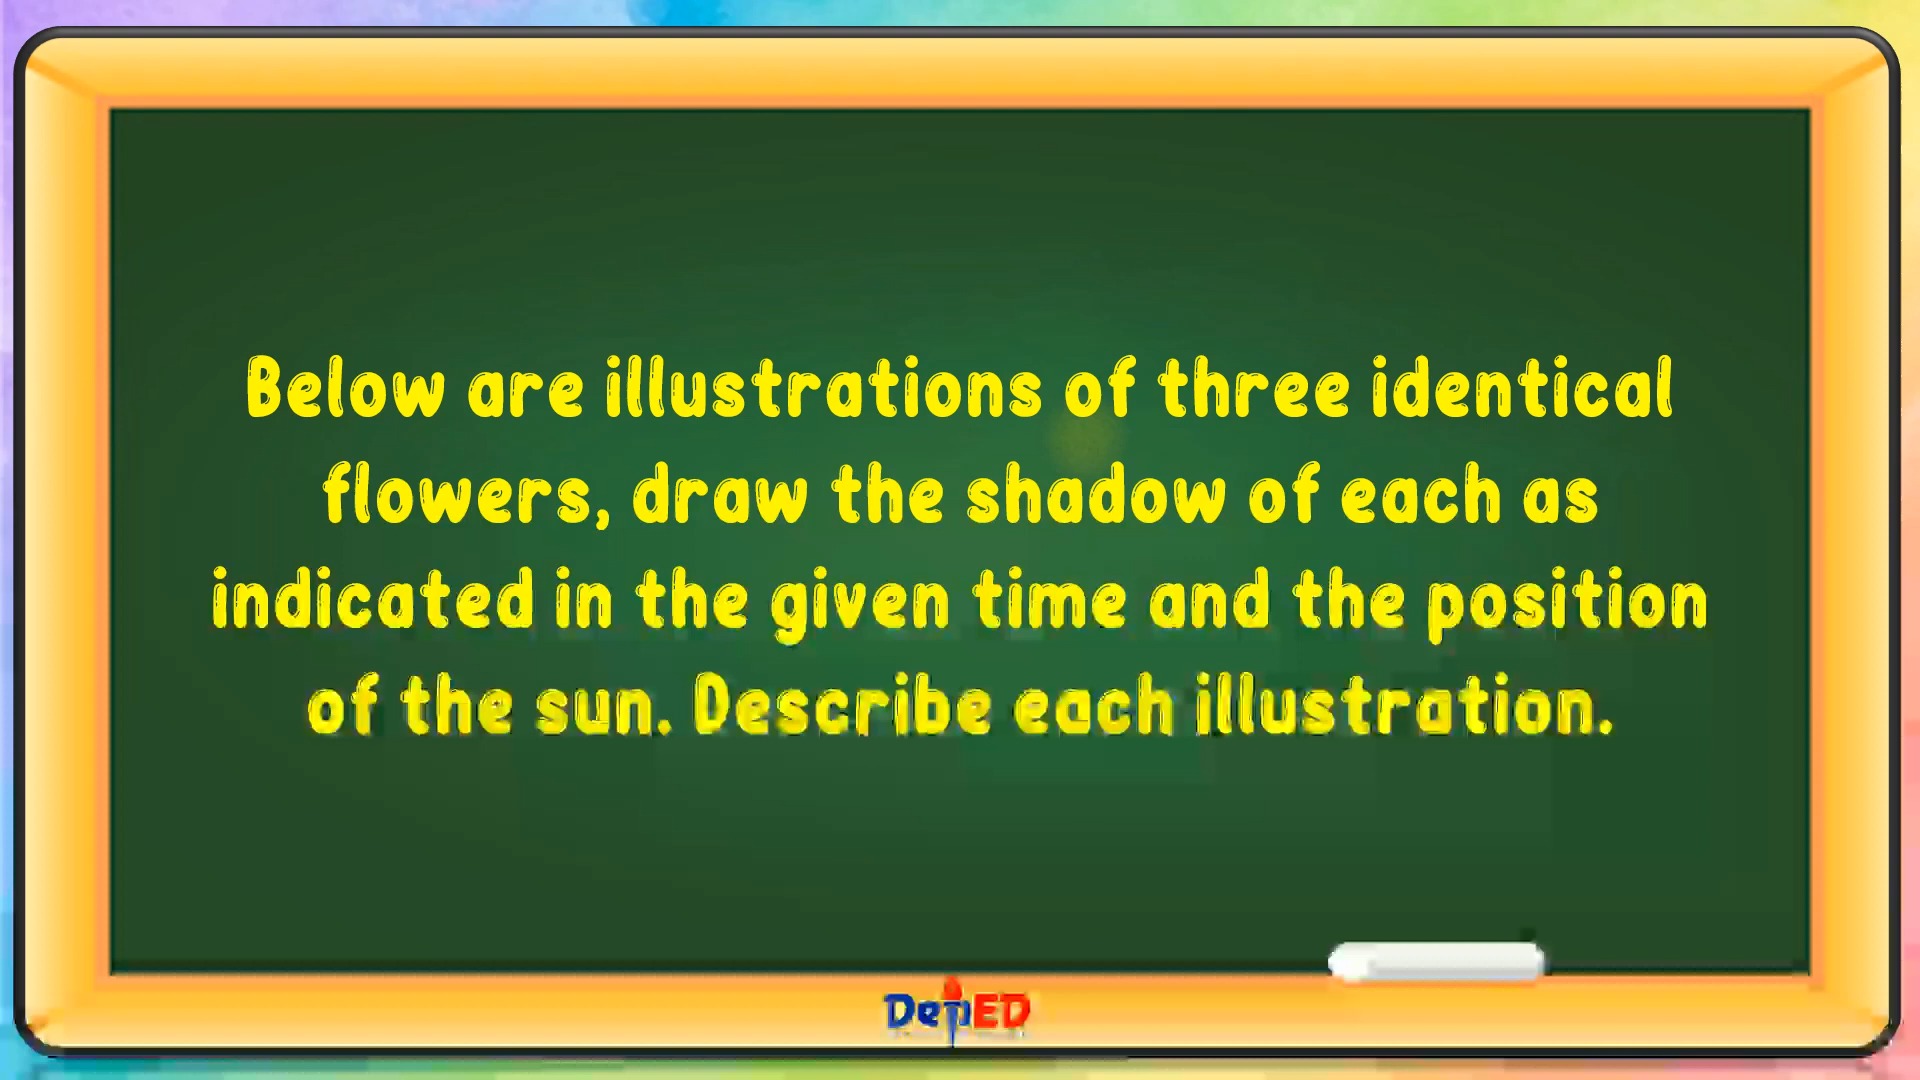 Below are illustrations of three identical
flowers, draw the shadow of each as
indicated in the given time and the position
of the sun. Describe each illustration.
DepED